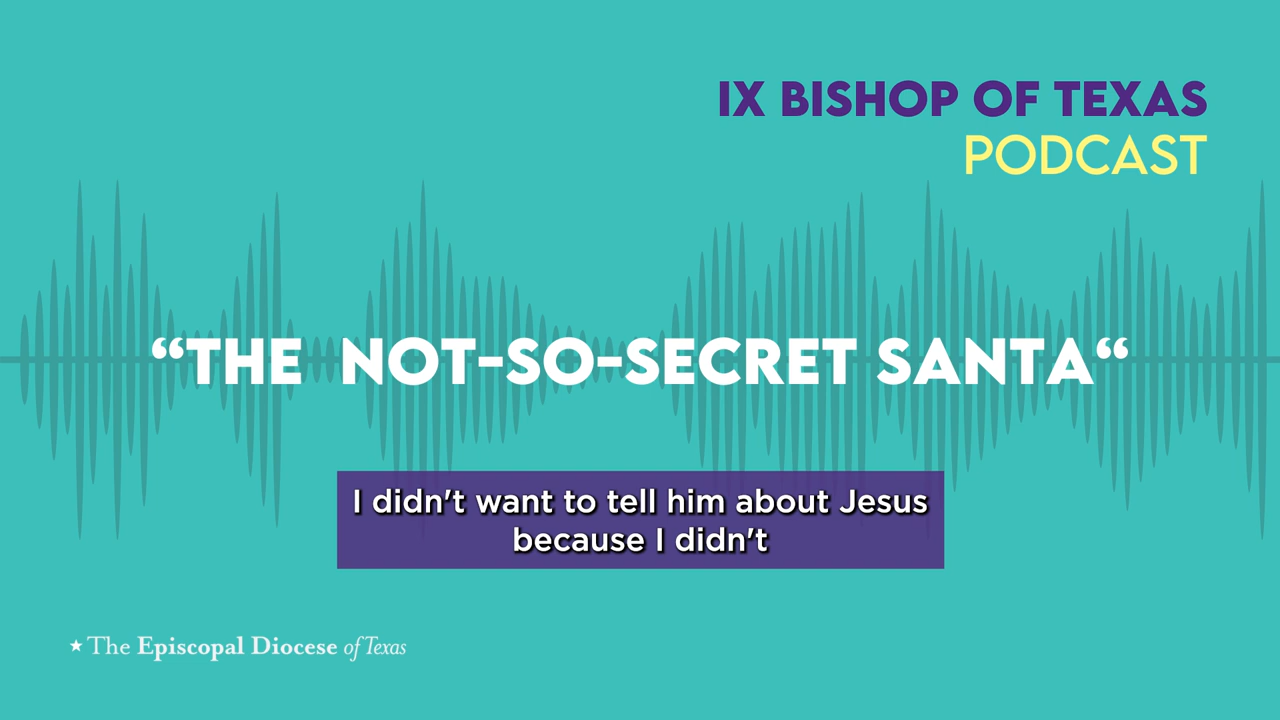 IX BISHOP OF TEXAS
PODCAST
“THE NOT-SO-SECRET SANTA“
I didn't want to tell him about Jesus
because I didn't
The Episcopal Diocese of Texas